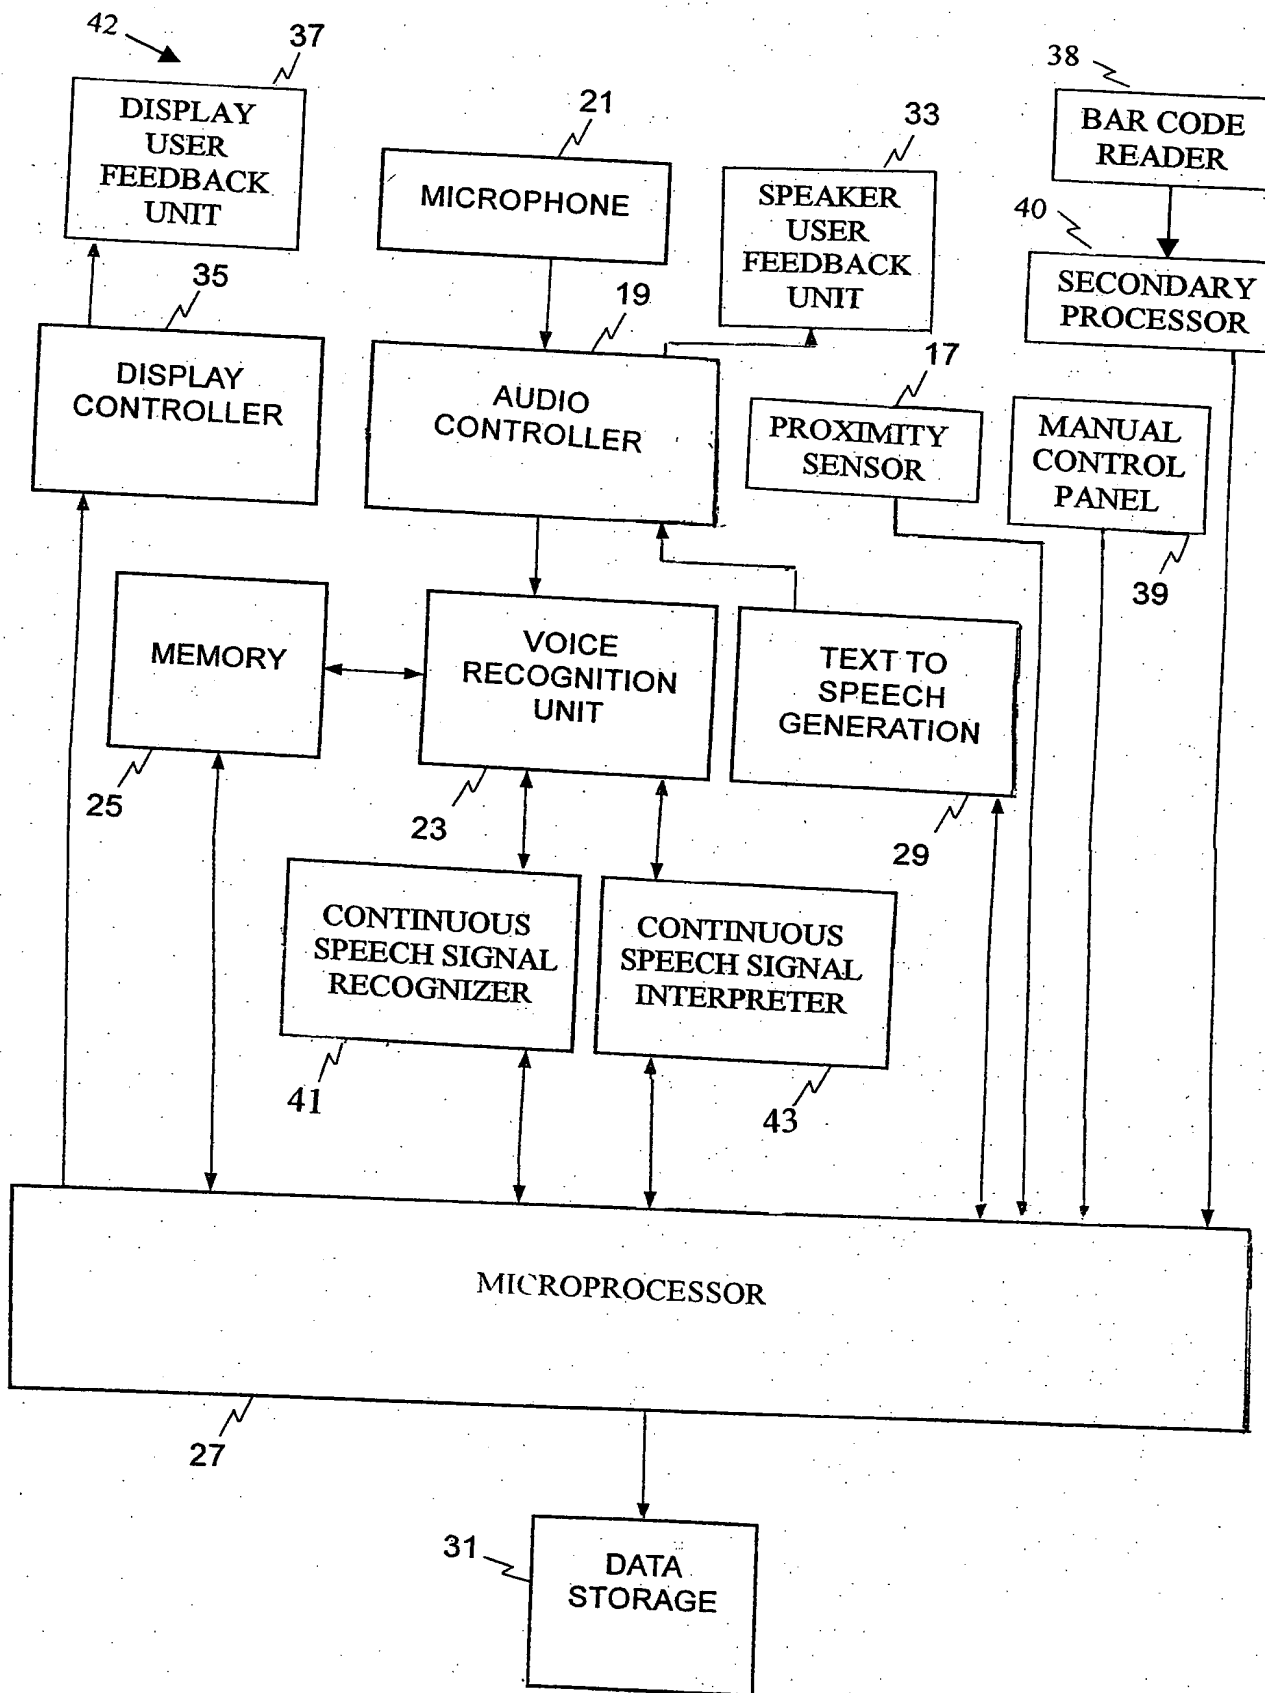 42
37
DISPLAY
USER
FEEDBACK
UNIT
21
MICROPHONE
33
SPEAKER
USER
FEEDBACK
UNIT
38
BAR CODE
READER
40
SECONDARY
PROCESSOR
35
DISPLAY
CONTROLLER
19
AUDIO
CONTROLLER
17
PROXIMITY
SENSOR
MANUAL
CONTROL
PANEL
39
MEMORY
25
VOICE
RECOGNITION
UNIT
23
TEXT TO
SPEECH
GENERATION
29
CONTINUOUS
SPEECH SIGNAL
RECOGNIZER
41
CONTINUOUS
SPEECH SIGNAL
INTERPRETER
43
MICROPROCESSOR
27
31
DATA
STORAGE